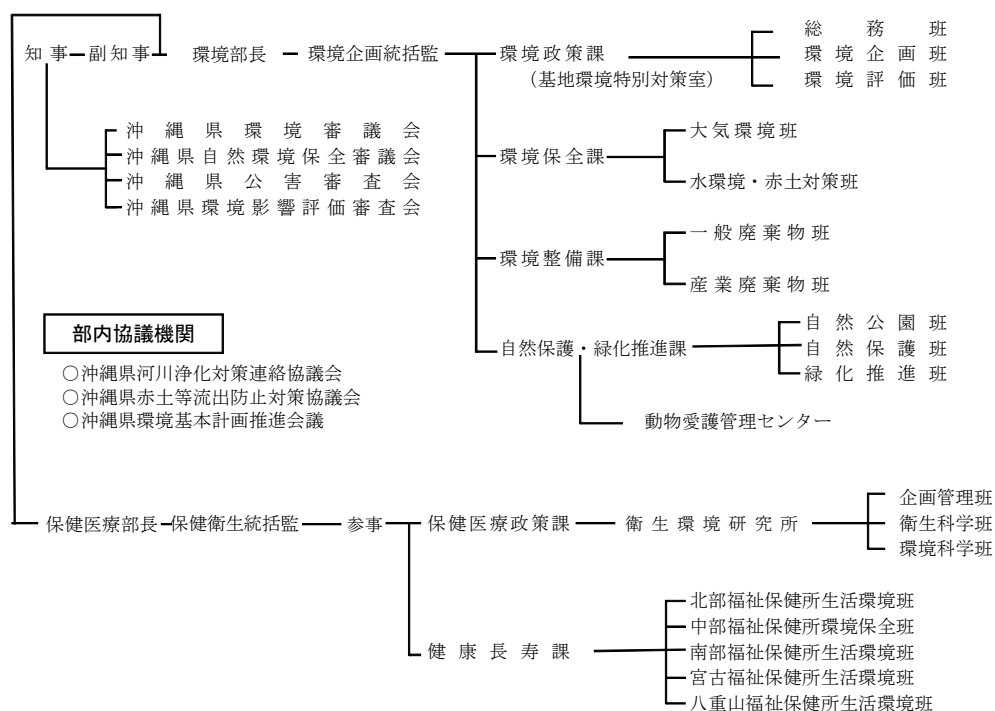 総務班
知事 副知事 環境部長 環境企画統括監 環境政策課 環境企画班
(基地環境特別対策室) 環境評価班
沖縄県環境審議会 大気環境班
沖縄県自然環境保全審議会 環境保全課
沖縄県公害審査会 水環境・赤土対策班
沖縄県環境影響評価審査会
一般廃棄物班
環境整備課
産業廃棄物班
部内協議機関
自然公園班
自然保護・緑化推進課 自然保護班
緑化推進班
○沖縄県河川浄化対策連絡協議会
○沖縄県赤土等流出防止対策協議会
○沖縄県環境基本計画推進会議
動物愛護管理センター
企画管理班
保健医療部長 保健衛生統括監 参事 保健医療政策課 衛生環境研究所 衛生科学班
環境科学班
北部福祉保健所生活環境班
中部福祉保健所環境保全班
健康長寿課 南部福祉保健所生活環境班
宮古福祉保健所生活環境班
八重山福祉保健所生活環境班